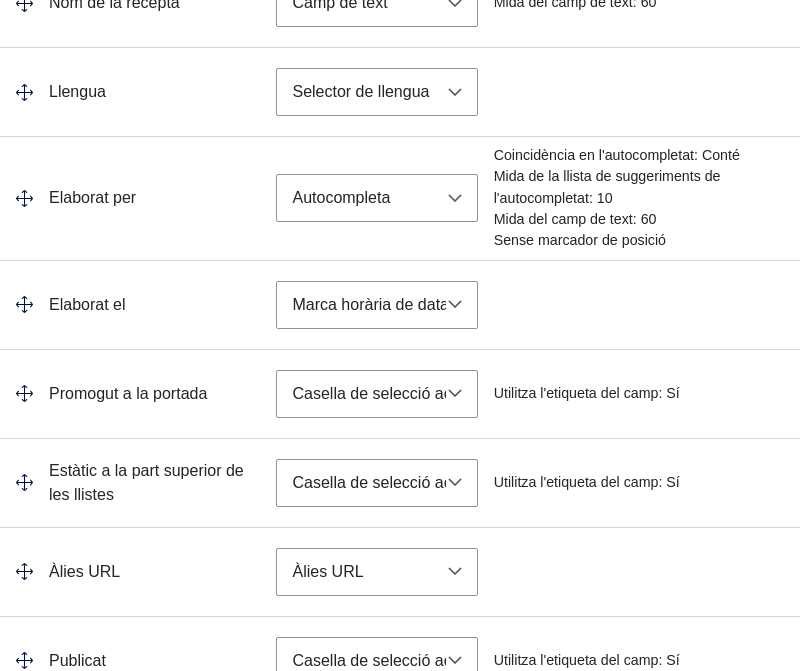 Nom de la recepta
Camp de text
Mida del camp de text: 60
Llengua
Selector de llengua
Elaborat per
Autocompleta
Coincidència en l'autocompletat: Conté
Mida de la llista de suggeriments de
l'autocompletat: 10
Mida del camp de text: 60
Sense marcador de posició
Elaborat el
Marca horària de data
Promogut a la portada
Casella de selecció
Utilitza l'etiqueta del camp: Sí
Estàtic a la part superior de
les llistes
Casella de selecció
Utilitza l'etiqueta del camp: Sí
Àlies URL
Àlies URL
Publicat
Casella de selecció
Utilitza l'etiqueta del camp: Sí